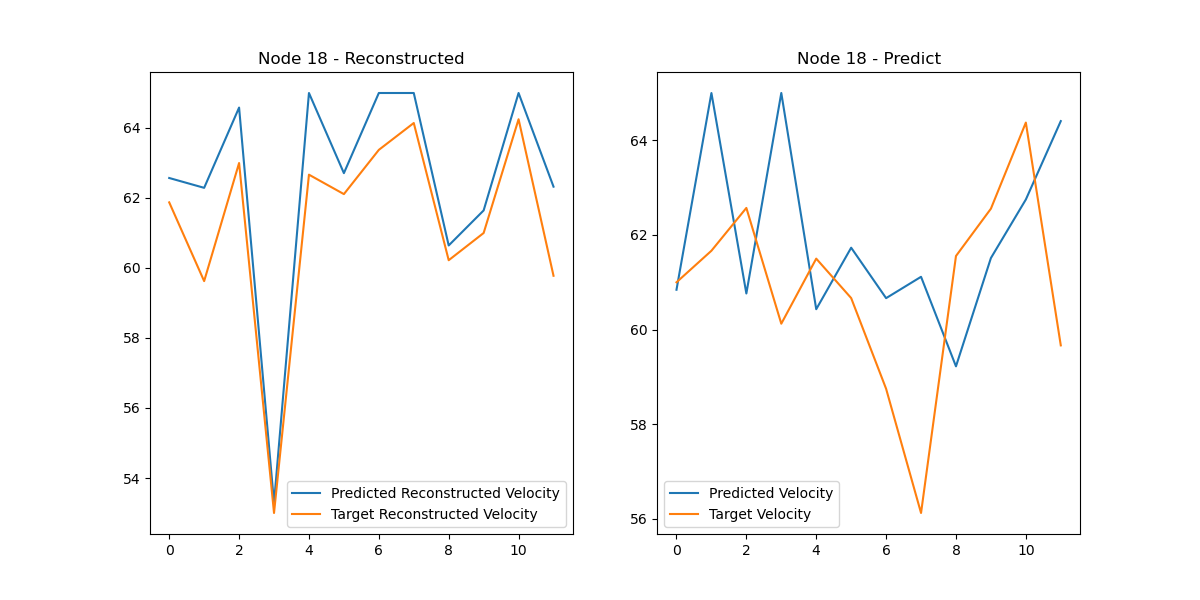 Node 18 - Reconstructed
64
62
60
58
56
54
0 2 4 6 8 10
Predicted Reconstructed Velocity
Target Reconstructed Velocity
Node 18 - Predict
64
62
60
58
56
0 2 4 6 8 10
Predicted Velocity
Target Velocity